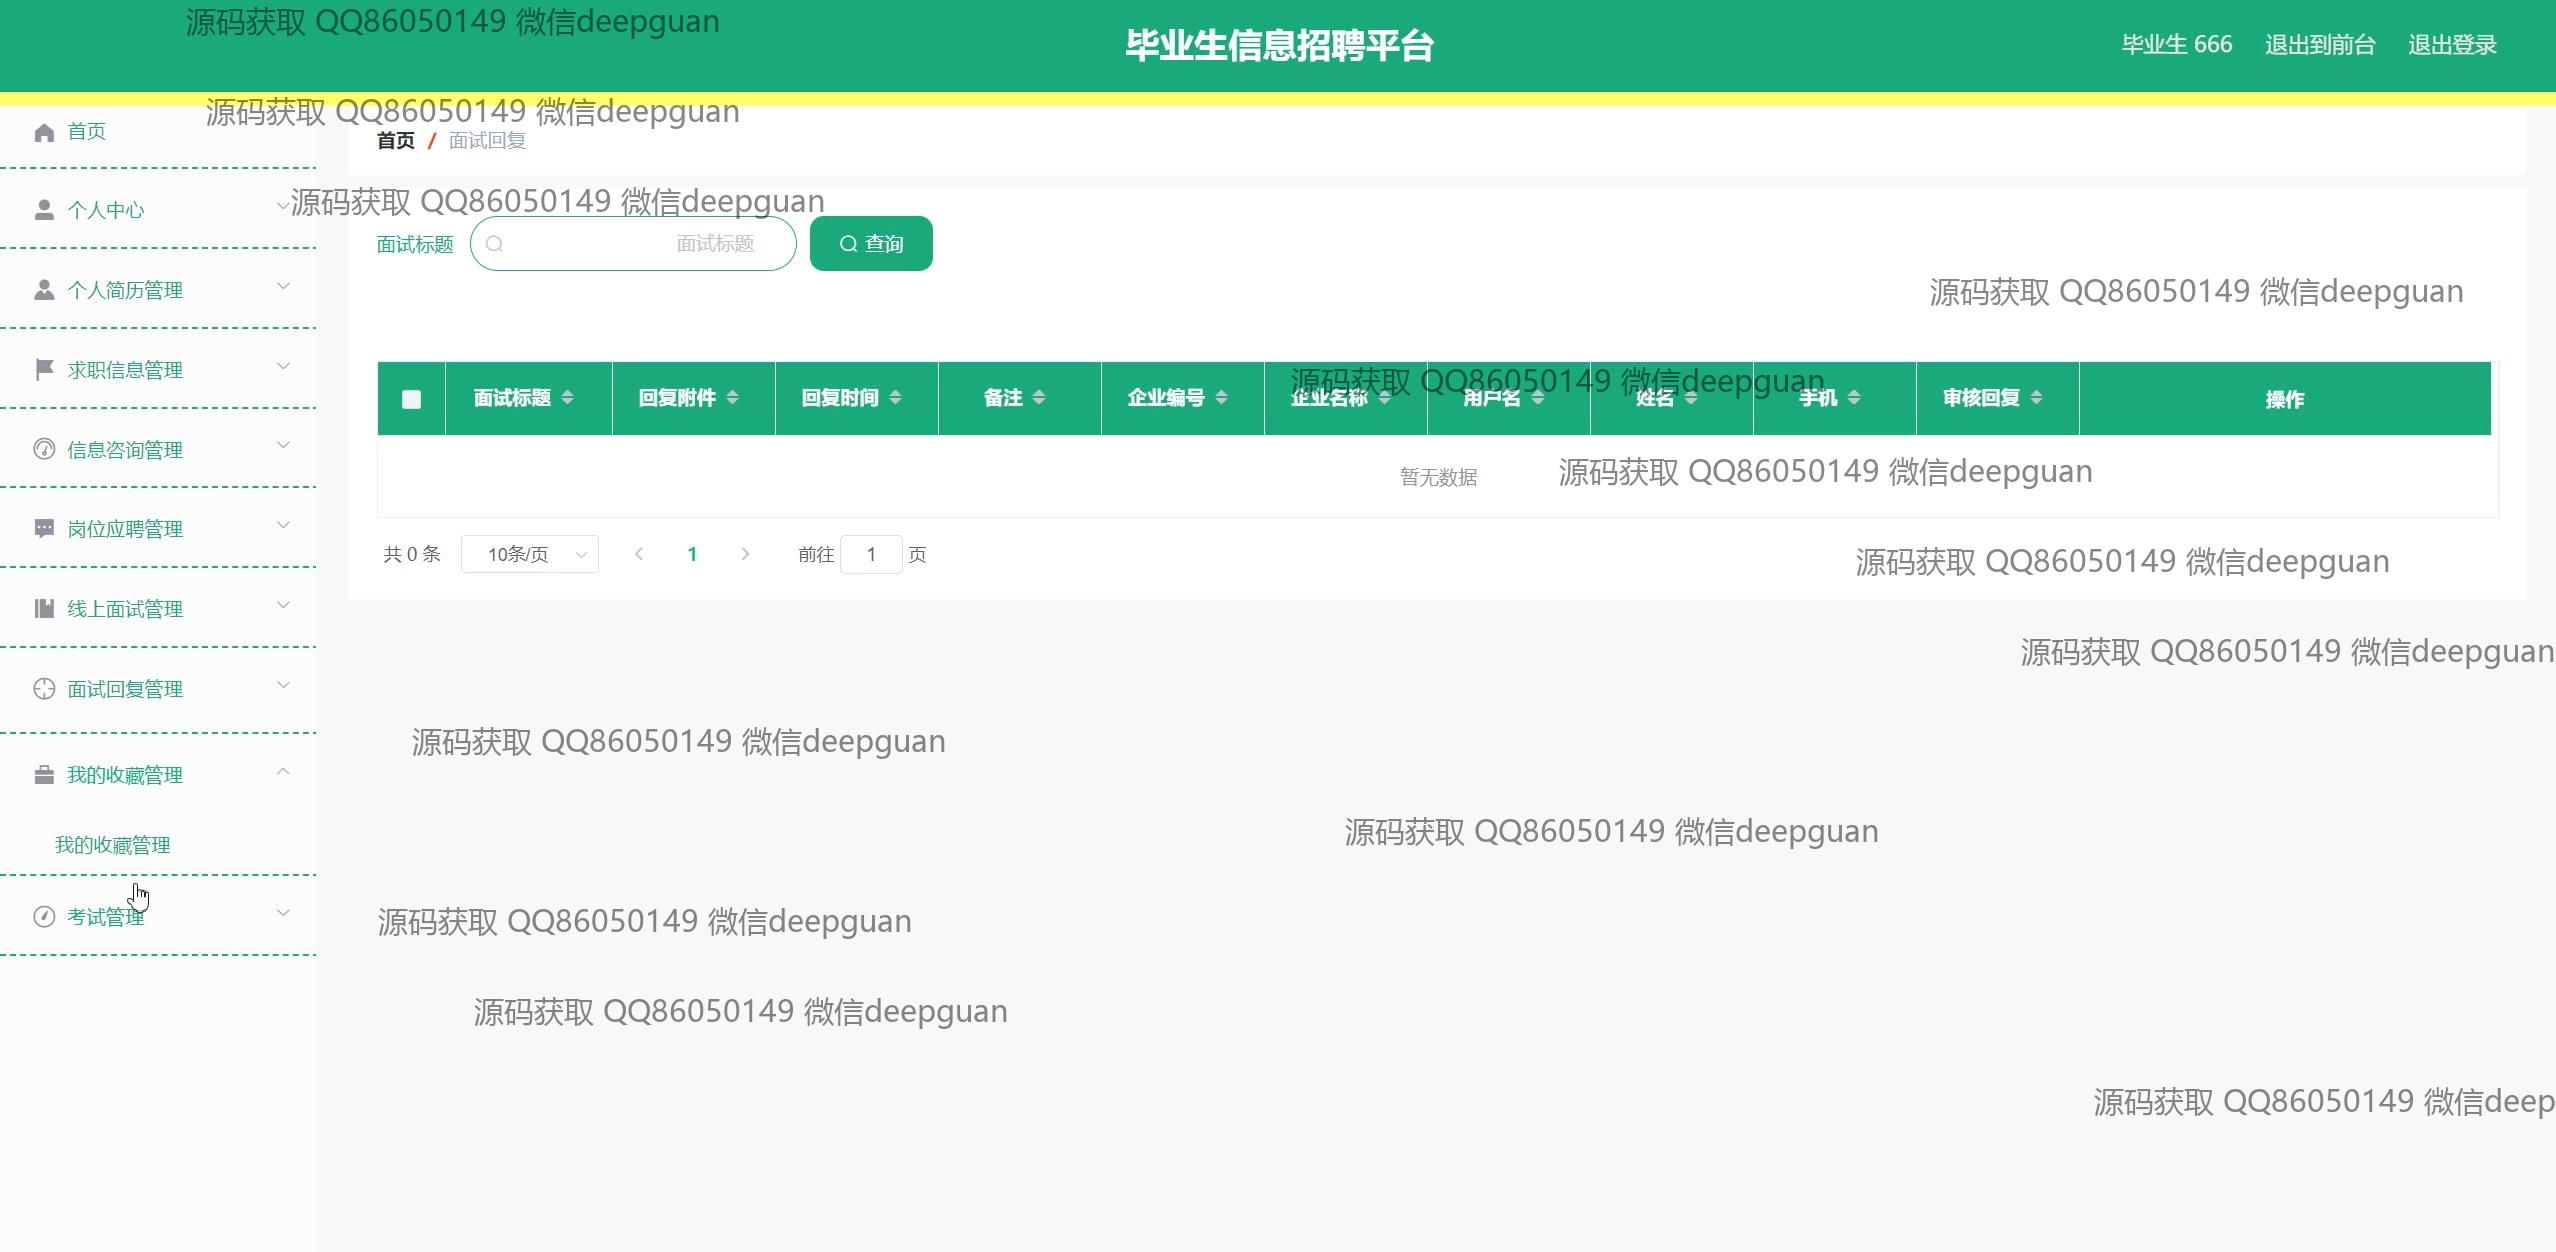 源码获取 QQ86050149 微信deepguan
毕业生信息招聘平台
毕业生 666 退出到前台 退出登录
源码获取 QQ86050149 微信deepguan
首页
首页 / 面试回复
源码获取 QQ86050149 微信deepguan
个人中心
面试标题 面试标题 查询
个人简历管理
源码获取 QQ86050149 微信deepguan
求职信息管理
源码获取 QQ86050149 微信deepguan
面试标题 回复附件 回复时间 备注 企业编号 企业名称 用户名 姓名 手机 审核回复 操作
信息咨询管理
暂无数据
源码获取 QQ86050149 微信deepguan
岗位应聘管理
共 0 条 10条/页 1 前往 1 页
源码获取 QQ86050149 微信deepguan
线上面试管理
源码获取 QQ86050149 微信deepguan
面试回复管理
源码获取 QQ86050149 微信deepguan
我的收藏管理
源码获取 QQ86050149 微信deepguan
我的收藏管理
考试管理
源码获取 QQ86050149 微信deepguan
源码获取 QQ86050149 微信deepguan
源码获取 QQ86050149 微信deep